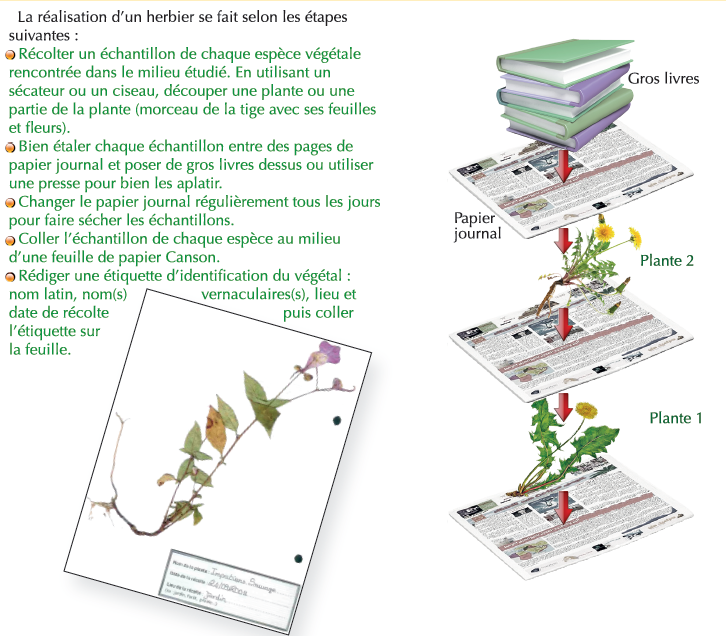 La réalisation d'un herbier se fait selon les étapes
suivantes :
Récolter un échantillon de chaque espèce végétale
rencontrée dans le milieu étudié. En utilisant un
sécateur ou un ciseau, découper une plante ou une
partie de la plante (morceau de la tige avec ses feuilles
et fleurs).
Bien étaler chaque échantillon entre des pages de
papier journal et poser de gros livres dessus ou utiliser
une presse pour bien les aplatir.
Changer le papier journal régulièrement tous les jours
pour faire sécher les échantillons.
Coller l'échantillon de chaque espèce au milieu
d'une feuille de papier Canson.
Rédiger une étiquette d'identification du végétal :
nom latin, nom(s) vernaculaires(s), lieu et
date de récolte puis coller
l'étiquette sur
la feuille.
Nom de la plante :
Date de la récolte :
Lieu de la récolte : Jardin
Gros livres
Papier
journal
Plante 2
Plante 1